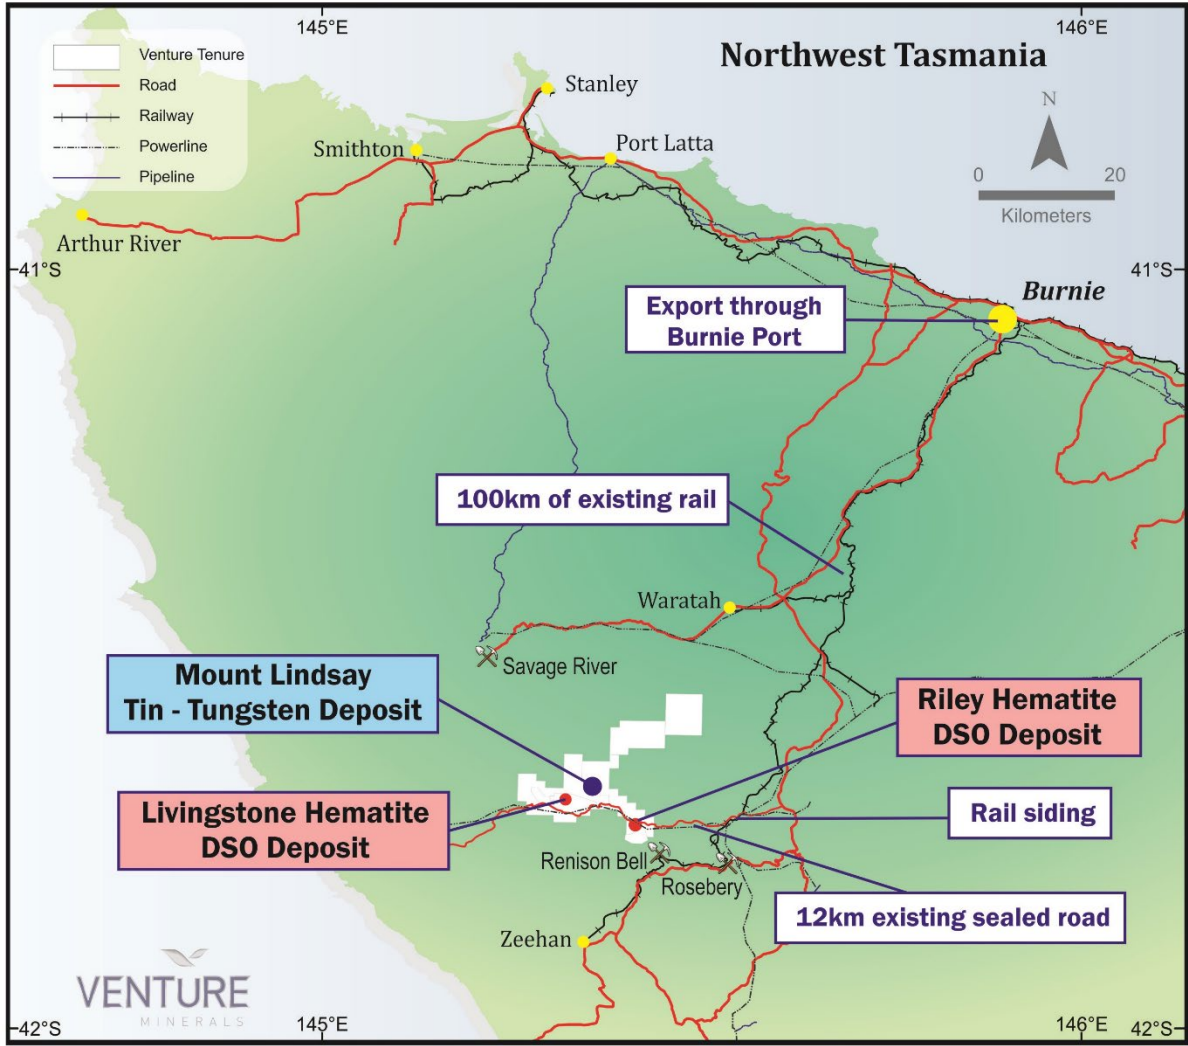 145°E
146°E
Northwest Tasmania
Venture Tenure
Road
Railway
Powerline
Pipeline
N
0 20
Kilometers
Stanley
Smithton
Port Latta
Arthur River
41°S
41°S
Burnie
Export through
Burnie Port
100km of existing rail
Waratah
Savage River
Mount Lindsay
Tin - Tungsten Deposit
Riley Hematite
DSO Deposit
Livingstone Hematite
DSO Deposit
Rail siding
Renison Bell
Rosebery
12km existing sealed road
Zeehan
VENTURE
MINERALS
42°S
145°E
146°E
42°S